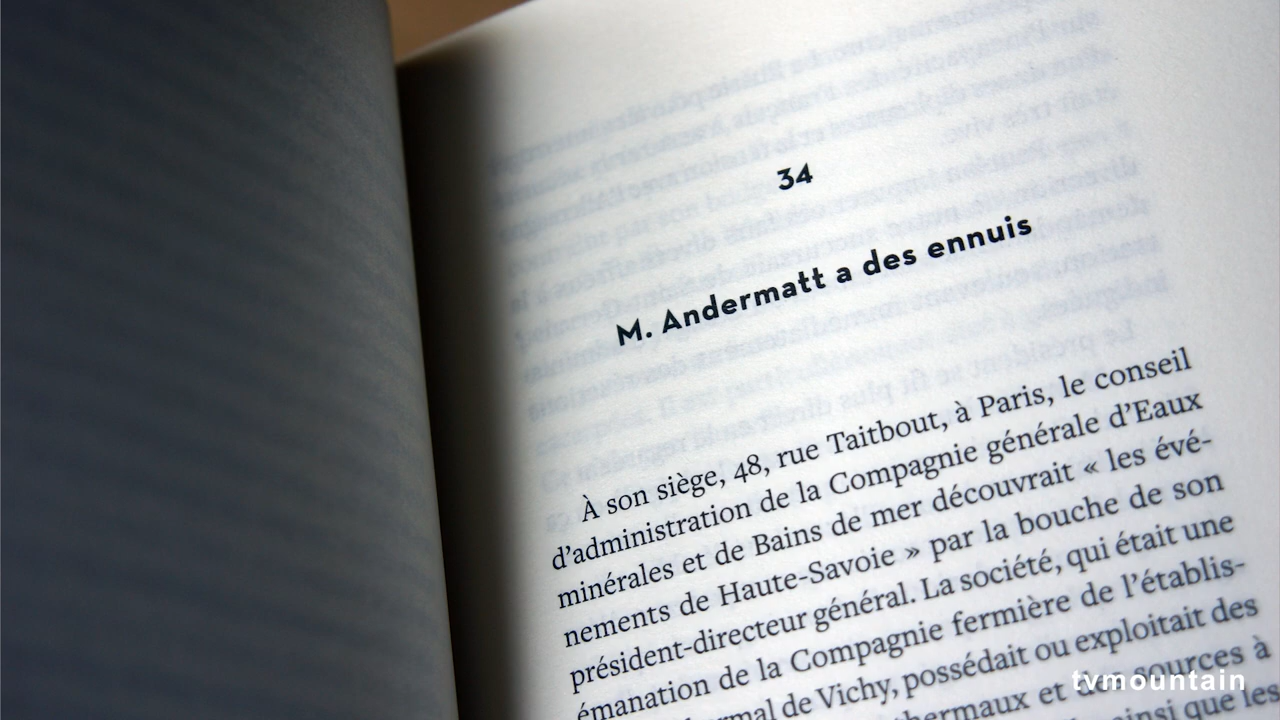 34
M. Andermatt a des ennuis
À son siège, 48, rue Taitbout, à Paris, le conseil
d'administration de la Compagnie générale d'Eaux
minérales et de Bains de mer découvrait « les évé-
nements de Haute-Savoie » par la bouche de son
président-directeur général. La société, qui était une
émanation de la Compagnie fermière de l'établis-
de Vichy, possédait ou exploitait des
et sources à
les
tvmountain